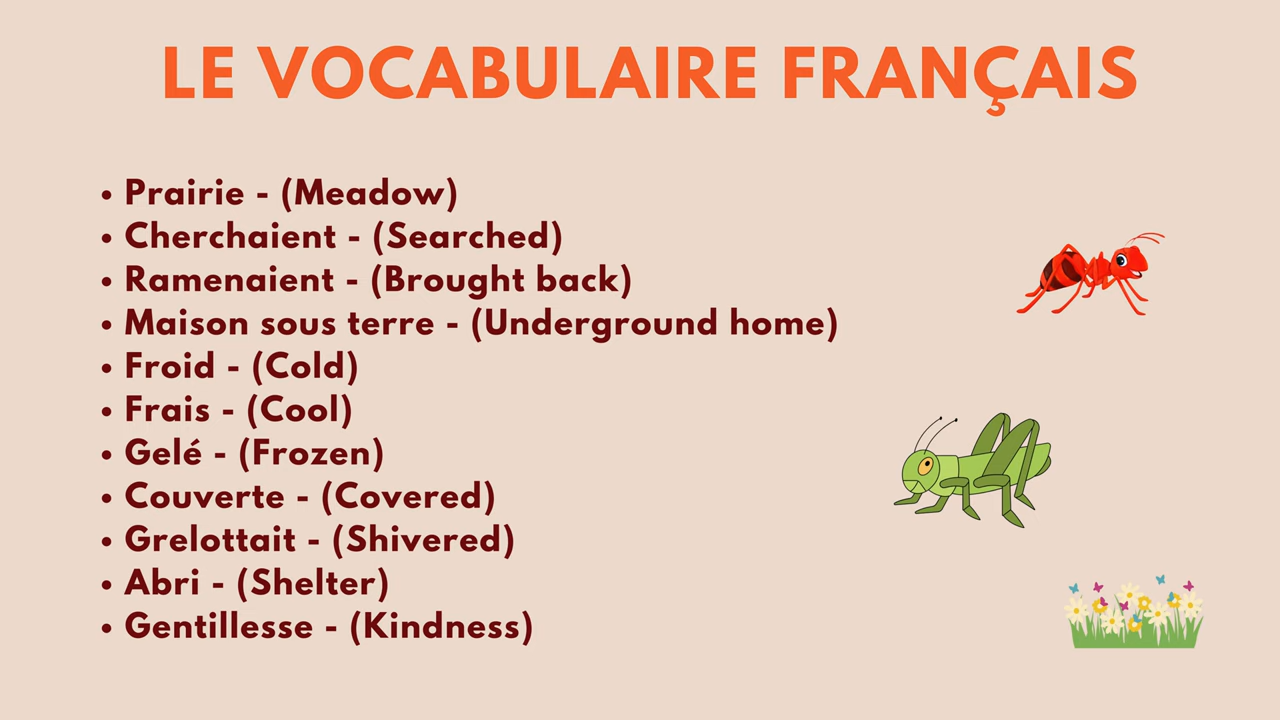 LE VOCABULAIRE FRANÇAIS
• Prairie - (Meadow)
• Cherchaient - (Searched)
• Ramenaient - (Brought back)
• Maison sous terre - (Underground home)
• Froid - (Cold)
• Frais - (Cool)
• Gelé - (Frozen)
• Couverte - (Covered)
• Grelottait - (Shivered)
• Abri - (Shelter)
• Gentillesse - (Kindness)